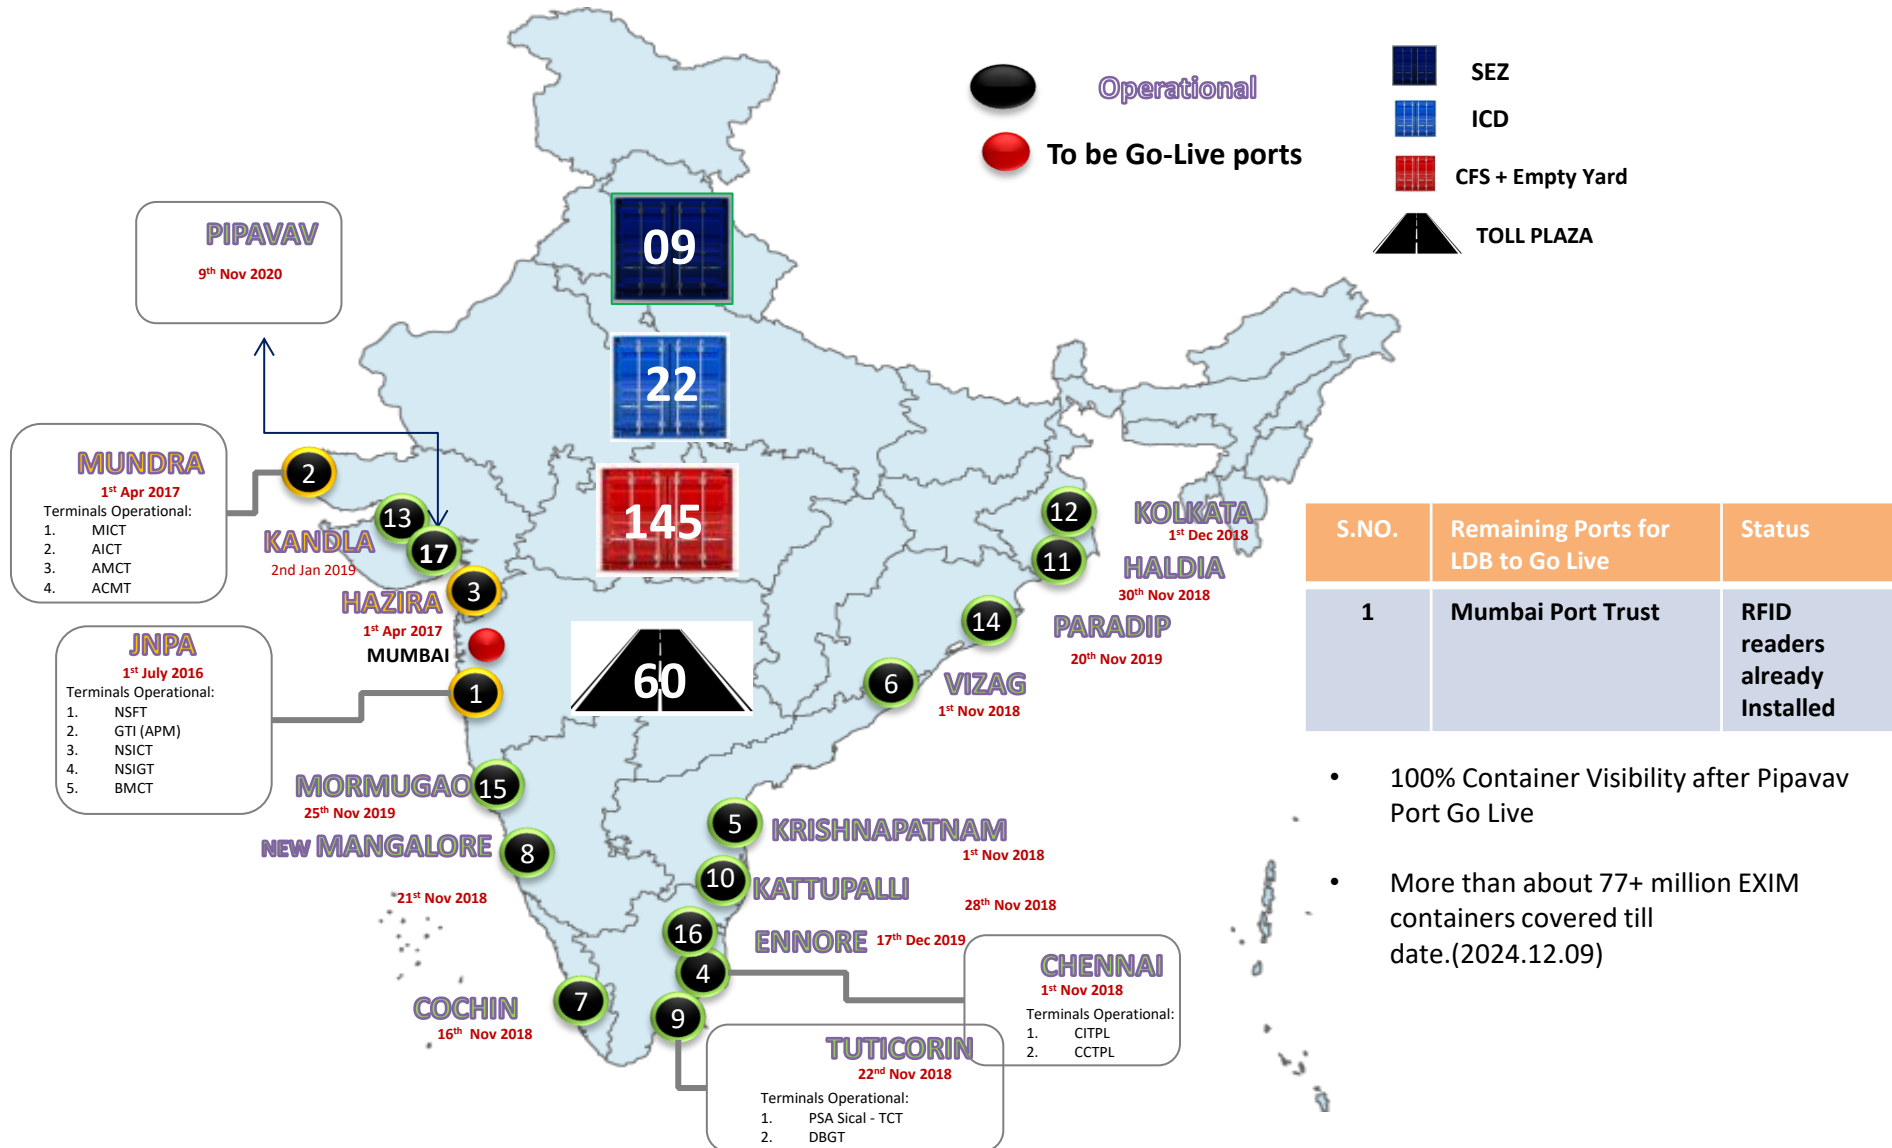 Operational
To be Go-Live ports
SEZ
ICD
CFS + Empty Yard
TOLL PLAZA
PIPAVAV
9th Nov 2020
09
22
145
60
MUNDRA
1st Apr 2017
Terminals Operational:
1. MICT
2. AICT
3. AMCT
4. ACMT
2
13
KANDLA
2nd Jan 2019
17
3
HAZIRA
1st Apr 2017
MUMBAI
JNPA
1st July 2016
Terminals Operational:
1. NSFT
2. GTI (APM)
3. NSICT
4. NSIGT
5. BMCT
1
MORMUGAO
15
25th Nov 2019
NEW MANGALORE
8
21st Nov 2018
COCHIN
7
16th Nov 2018
12
KOLKATA
1st Dec 2018
11
HALDIA
30th Nov 2018
14
PARADIP
20th Nov 2019
6
VIZAG
1st Nov 2018
5
KRISHNAPATNAM
1st Nov 2018
10
KATTUPALLI
28th Nov 2018
16
ENNORE
17th Dec 2019
4
CHENNAI
1st Nov 2018
Terminals Operational:
1. CITPL
2. CCTPL
9
TUTICORIN
22nd Nov 2018
Terminals Operational:
1. PSA Sical - TCT
2. DBGT
S.NO. Remaining Ports for LDB to Go Live Status
1 Mumbai Port Trust RFID readers already Installed
• 100% Container Visibility after Pipavav
Port Go Live
• More than about 77+ million EXIM
containers covered till
date.(2024.12.09)